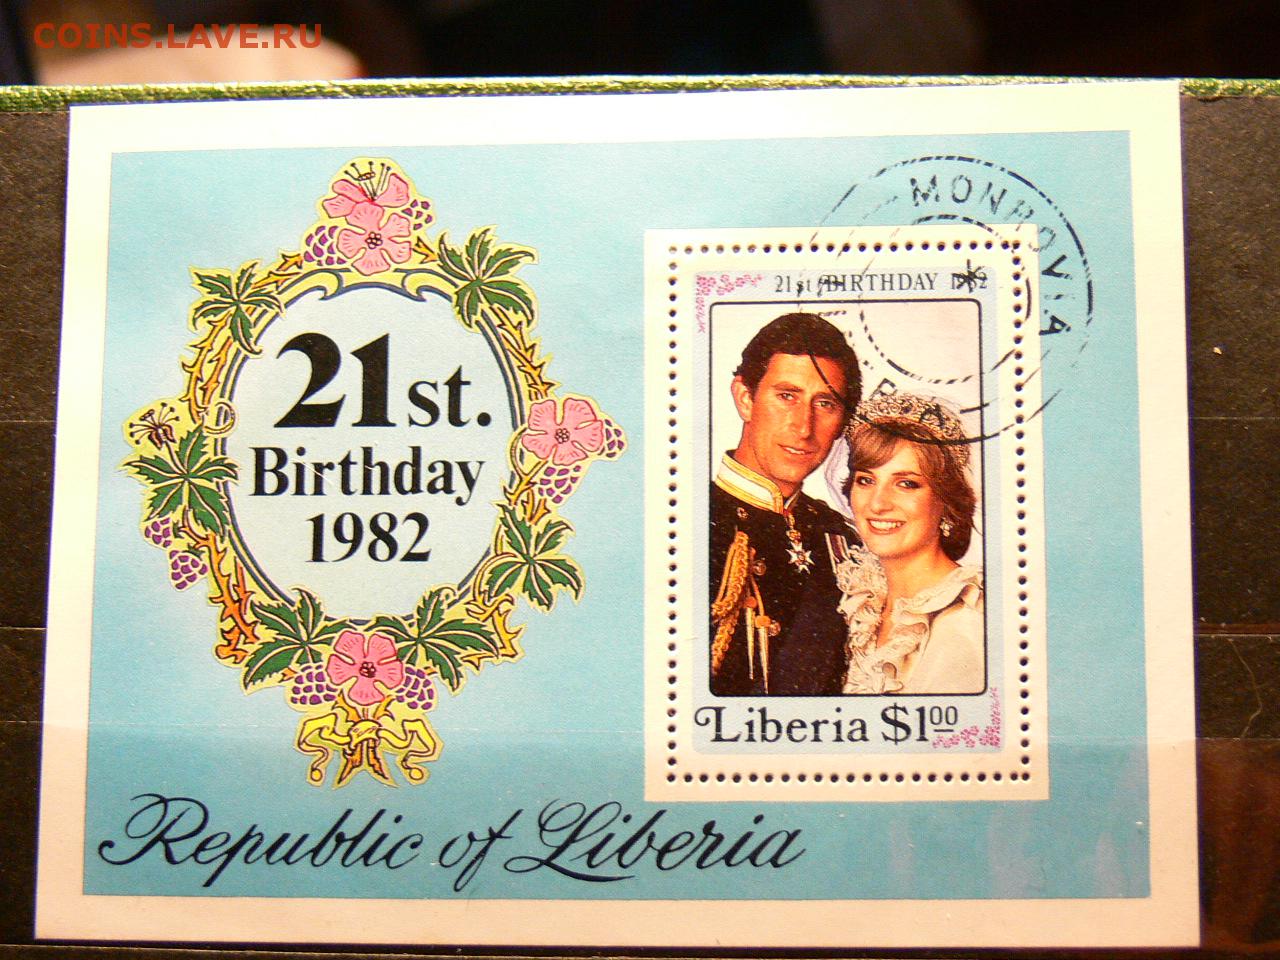 COINS.LAVE.RU
21st.
Birthday
1982
MONROVIA
21st BIRTHDAY 1982
Liberia $1.00
Republic of Liberia